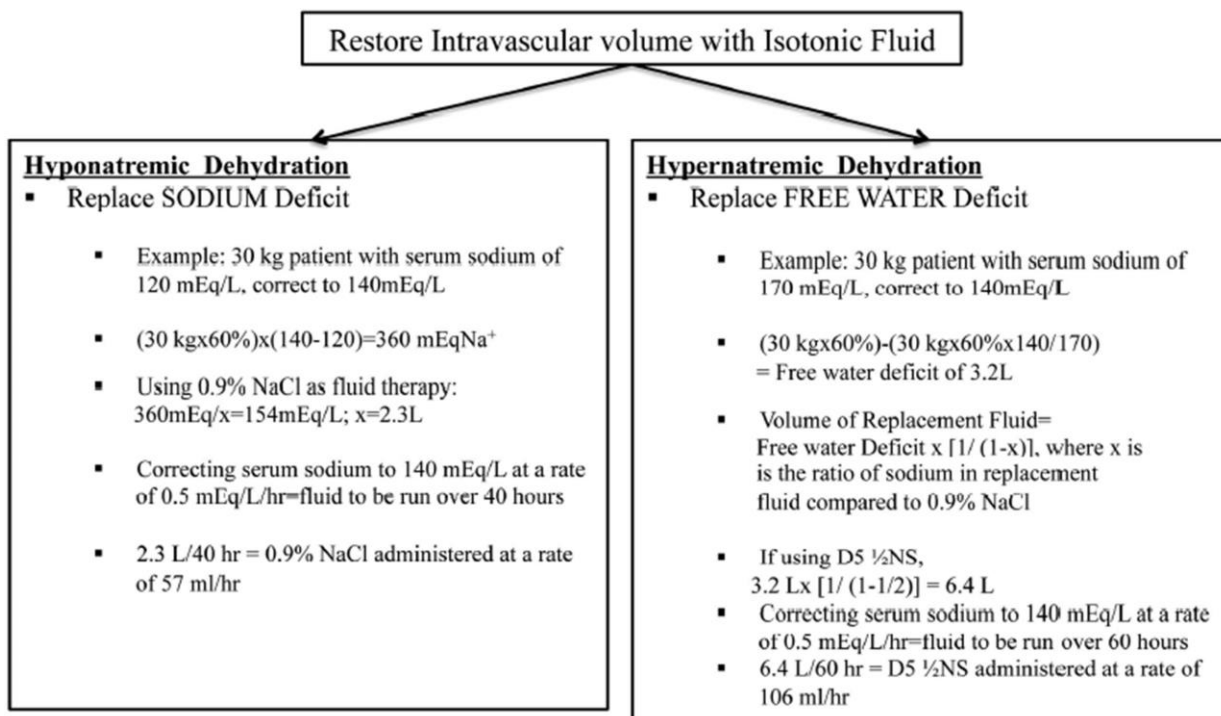 Restore Intravascular volume with Isotonic Fluid
Hyponatremic Dehydration
▪ Replace SODIUM Deficit
▪ Example: 30 kg patient with serum sodium of
120 mEq/L, correct to 140mEq/L
▪ (30 kgx60%)x(140-120)=360 mEqNa⁺
▪ Using 0.9% NaCl as fluid therapy:
360mEq/x=154mEq/L; x=2.3L
▪ Correcting serum sodium to 140 mEq/L at a rate
of 0.5 mEq/L/hr=fluid to be run over 40 hours
▪ 2.3 L/40 hr = 0.9% NaCl administered at a rate
of 57 ml/hr
Hypernatremic Dehydration
▪ Replace FREE WATER Deficit
▪ Example: 30 kg patient with serum sodium of
170 mEq/L, correct to 140mEq/L
▪ (30 kgx60%)-(30 kgx60%x140/170)
= Free water deficit of 3.2L
▪ Volume of Replacement Fluid=
Free water Deficit x [1/ (1-x)], where x is
is the ratio of sodium in replacement
fluid compared to 0.9% NaCl
▪ If using D5 ½NS,
3.2 Lx [1/ (1-1/2)] = 6.4 L
▪ Correcting serum sodium to 140 mEq/L at a rate
of 0.5 mEq/L/hr=fluid to be run over 60 hours
▪ 6.4 L/60 hr = D5 ½NS administered at a rate of
106 ml/hr